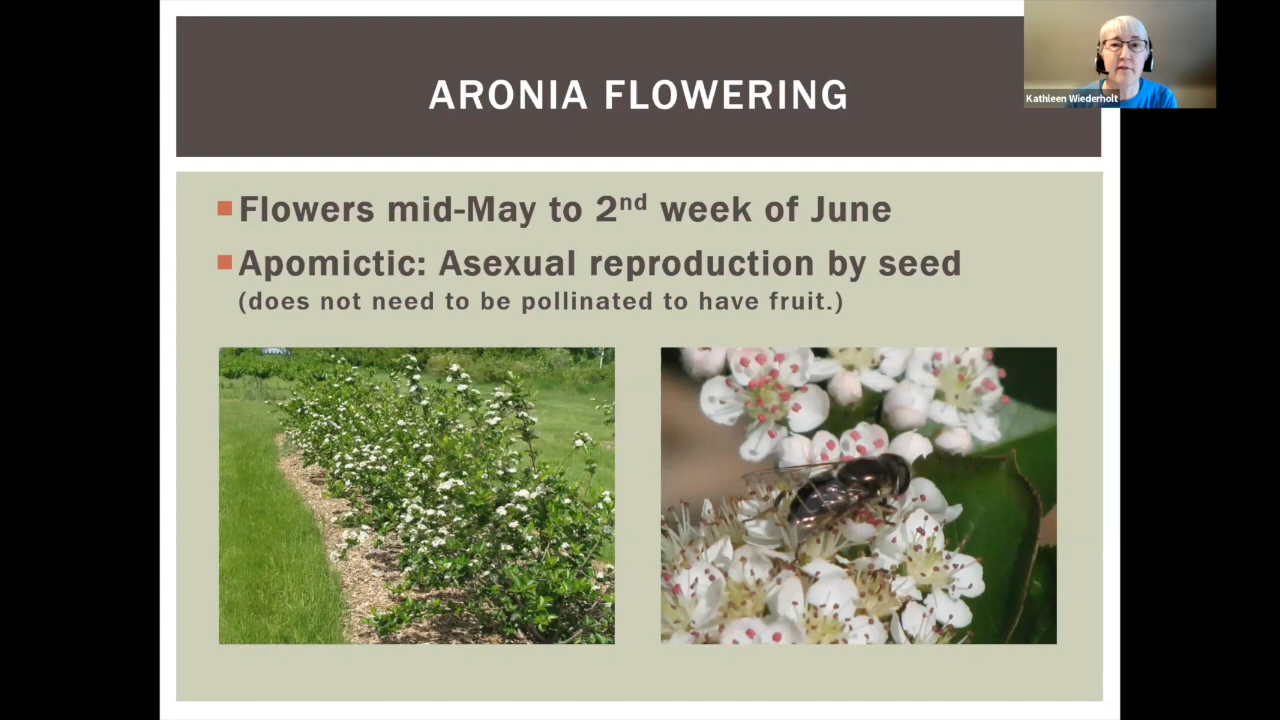 ARONIA FLOWERING
Kathleen Wiederholt
Flowers mid-May to 2nd week of June
Apomictic: Asexual reproduction by seed
(does not need to be pollinated to have fruit.)